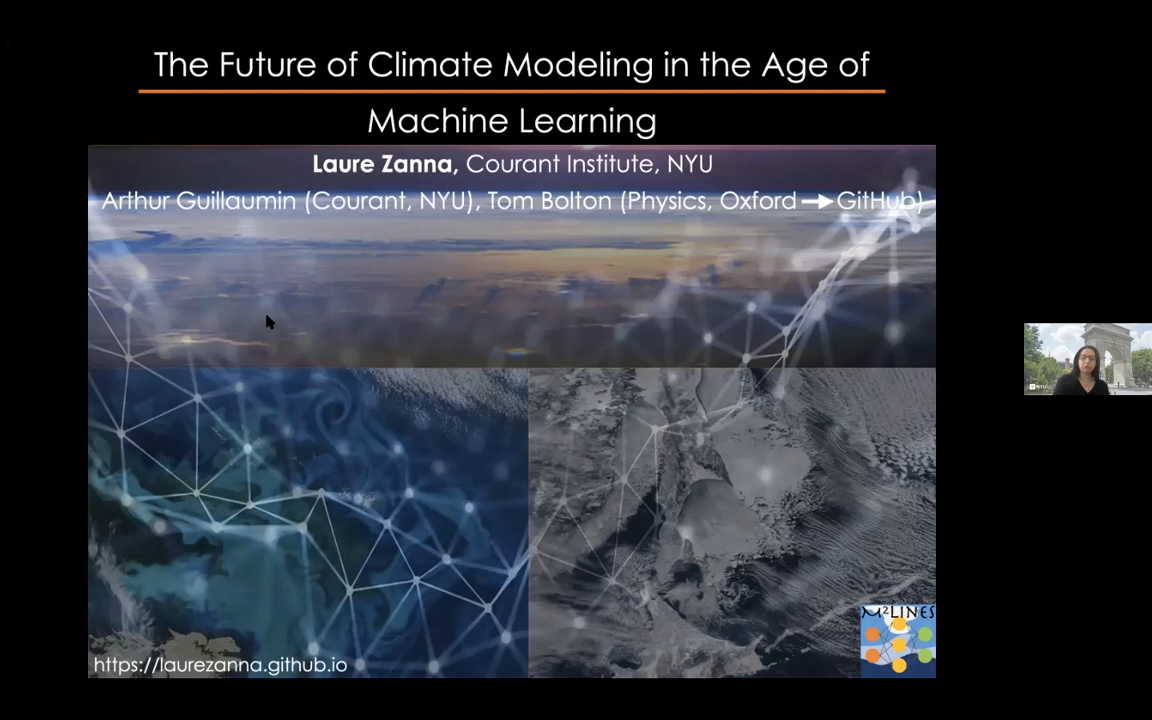 The Future of Climate Modeling in the Age of
Machine Learning
Laure Zanna, Courant Institute, NYU
Arthur Guillaumin (Courant, NYU), Tom Bolton (Physics, Oxford → GitHub)
M²LINES
https://laurezanna.github.io
NYU